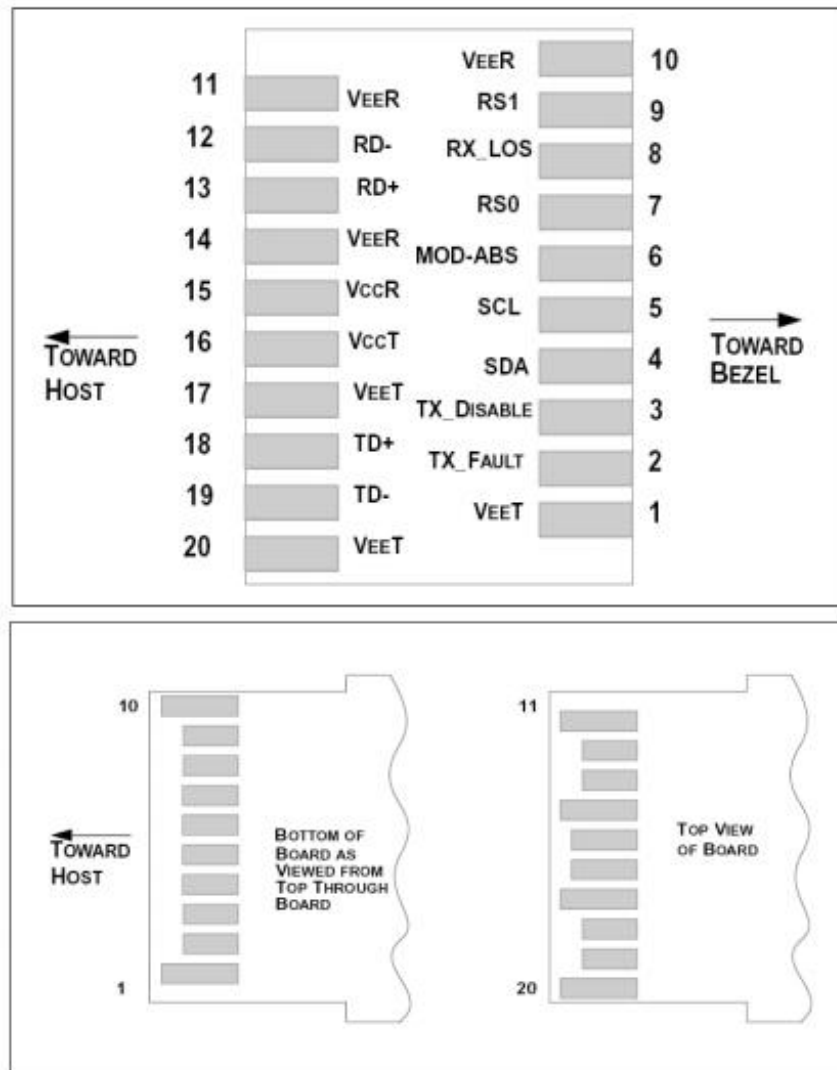 VEER 10
11 VEER RS1 9
12 RD- RX_LOS 8
13 RD+ RS0 7
14 VEER MOD-ABS 6
15 VCCR SCL 5
16 VCCT SDA 4
17 VEET TX_DISABLE 3
18 TD+ TX_FAULT 2
19 TD- VEET 1
20 VEET
TOWARD
HOST
TOWARD
BEZEL
10
TOWARD
HOST
BOTTOM OF
BOARD AS
VIEWED FROM
TOP THROUGH
BOARD
1
11
TOP VIEW
OF BOARD
20